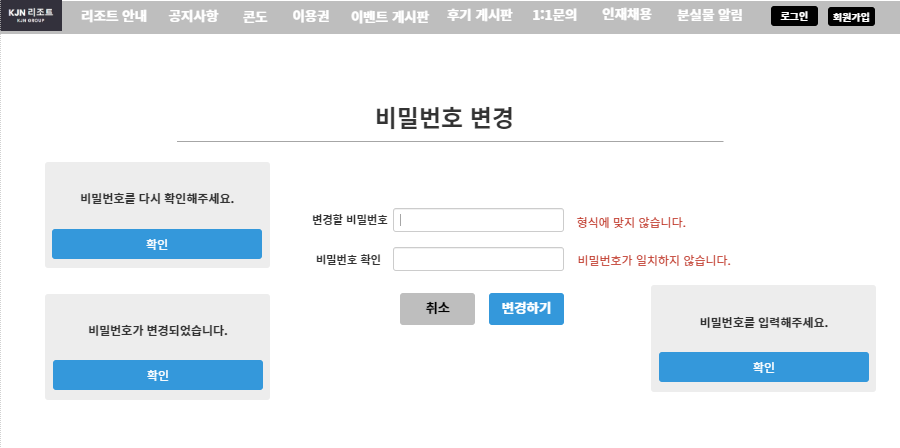 KJN 리조트
KJN GROUP
리조트 안내 공지사항 콘도 이용권 이벤트 게시판 후기 게시판 1:1문의 인재채용 분실물 알림 로그인 회원가입
비밀번호 변경
비밀번호를 다시 확인해주세요.
확인
변경할 비밀번호 형식에 맞지 않습니다.
비밀번호 확인 비밀번호가 일치하지 않습니다.
취소 변경하기
비밀번호가 변경되었습니다.
확인
비밀번호를 입력해주세요.
확인